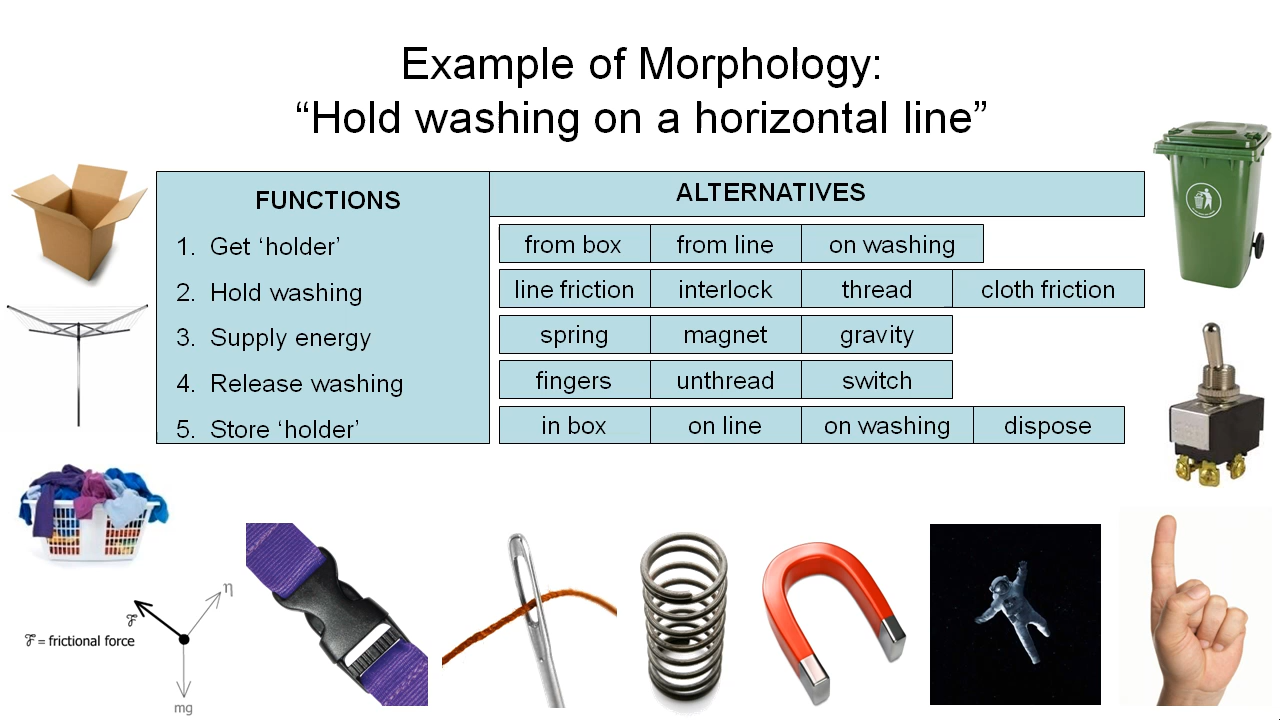 Example of Morphology:
“Hold washing on a horizontal line”
FUNCTIONS
ALTERNATIVES
1. Get ‘holder’
from box
from line
on washing
2. Hold washing
line friction
interlock
thread
cloth friction
3. Supply energy
spring
magnet
gravity
4. Release washing
fingers
unthread
switch
5. Store ‘holder’
in box
on line
on washing
dispose
η
ℱ
ℱ = frictional force
mg